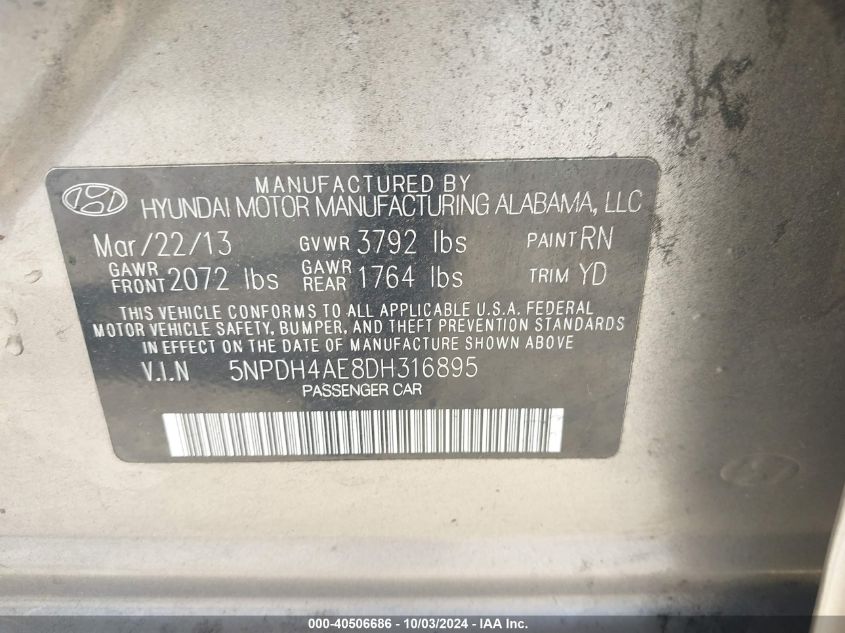 MANUFACTURED BY
HYUNDAI MOTOR MANUFACTURING ALABAMA, LLC
Mar/22/13 GVWR 3792 lbs PAINT RN
GAWR FRONT 2072 lbs GAWR REAR 1764 lbs TRIM YD
THIS VEHICLE CONFORMS TO ALL APPLICABLE U.S.A. FEDERAL
MOTOR VEHICLE SAFETY, BUMPER, AND THEFT PREVENTION STANDARDS
IN EFFECT ON THE DATE OF MANUFACTURE SHOWN ABOVE
V.I.N 5NPDH4AE8DH316895
PASSENGER CAR
000-40506686 - 10/03/2024 - IAA Inc.